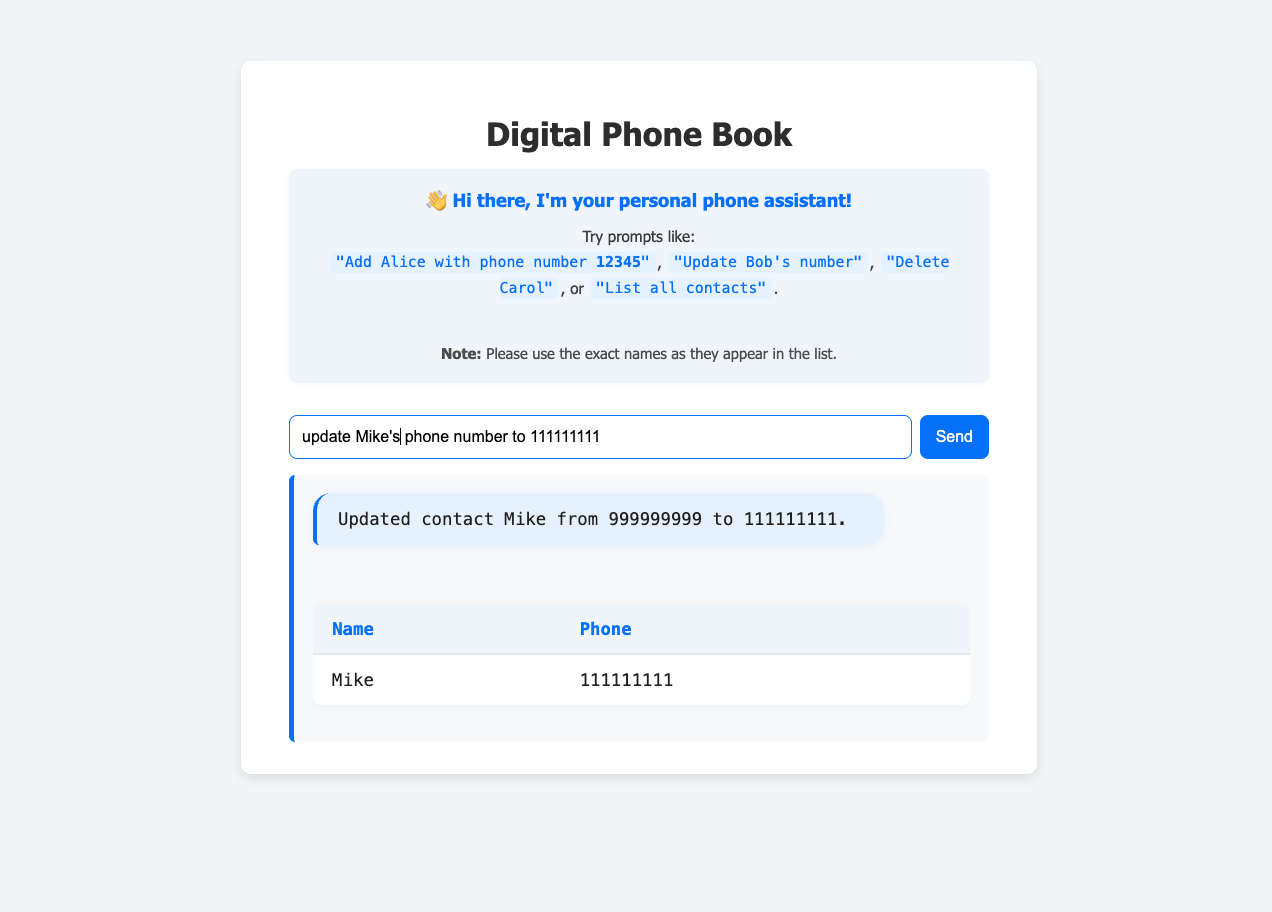 Digital Phone Book
👋 Hi there, I'm your personal phone assistant!
Try prompts like:
"Add Alice with phone number 12345" , "Update Bob's number" , "Delete
Carol" , or "List all contacts" .
Note: Please use the exact names as they appear in the list.
update Mike's phone number to 111111111
Send
Updated contact Mike from 999999999 to 111111111.
Name Phone
Mike 111111111